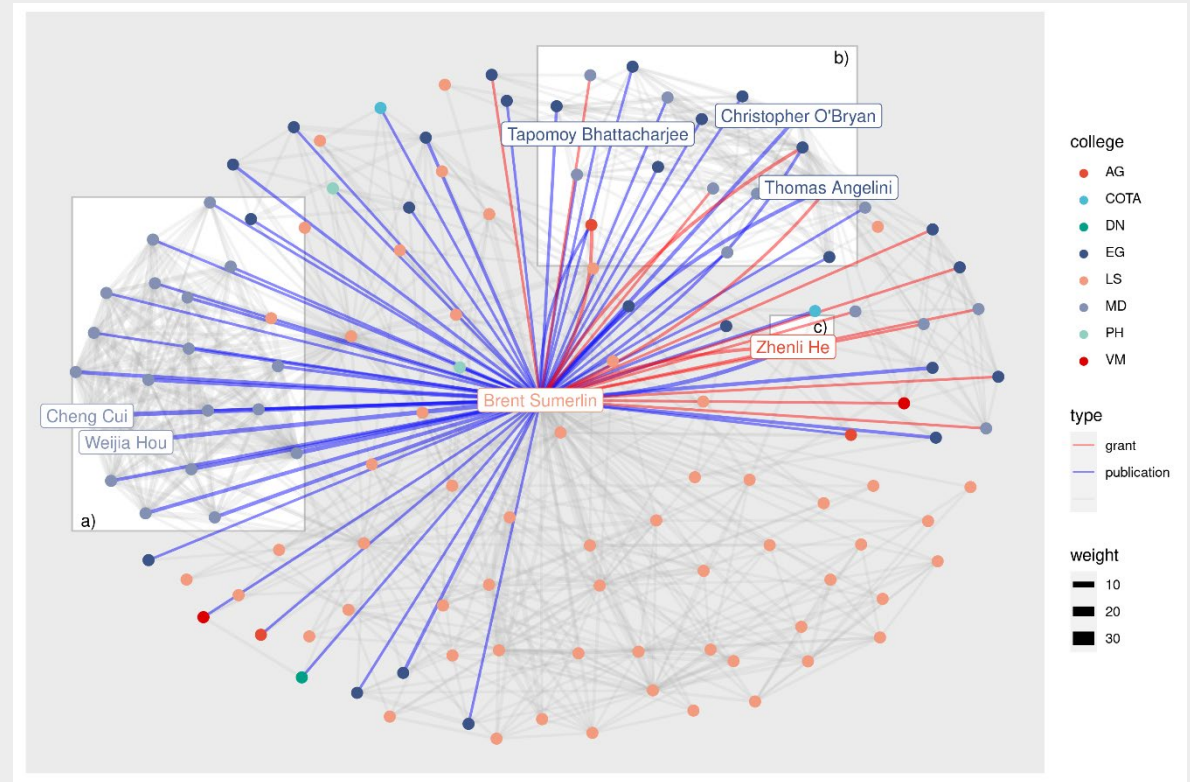 b)
Christopher O'Bryan
Tapomoy Bhattacharjee
Thomas Angelini
c)
Zhenli He
Brent Sumerlin
Cheng Cui
Weijia Hou
a)
college
AG
COTA
DN
EG
LS
MD
PH
VM
type
grant
publication
weight
10
20
30